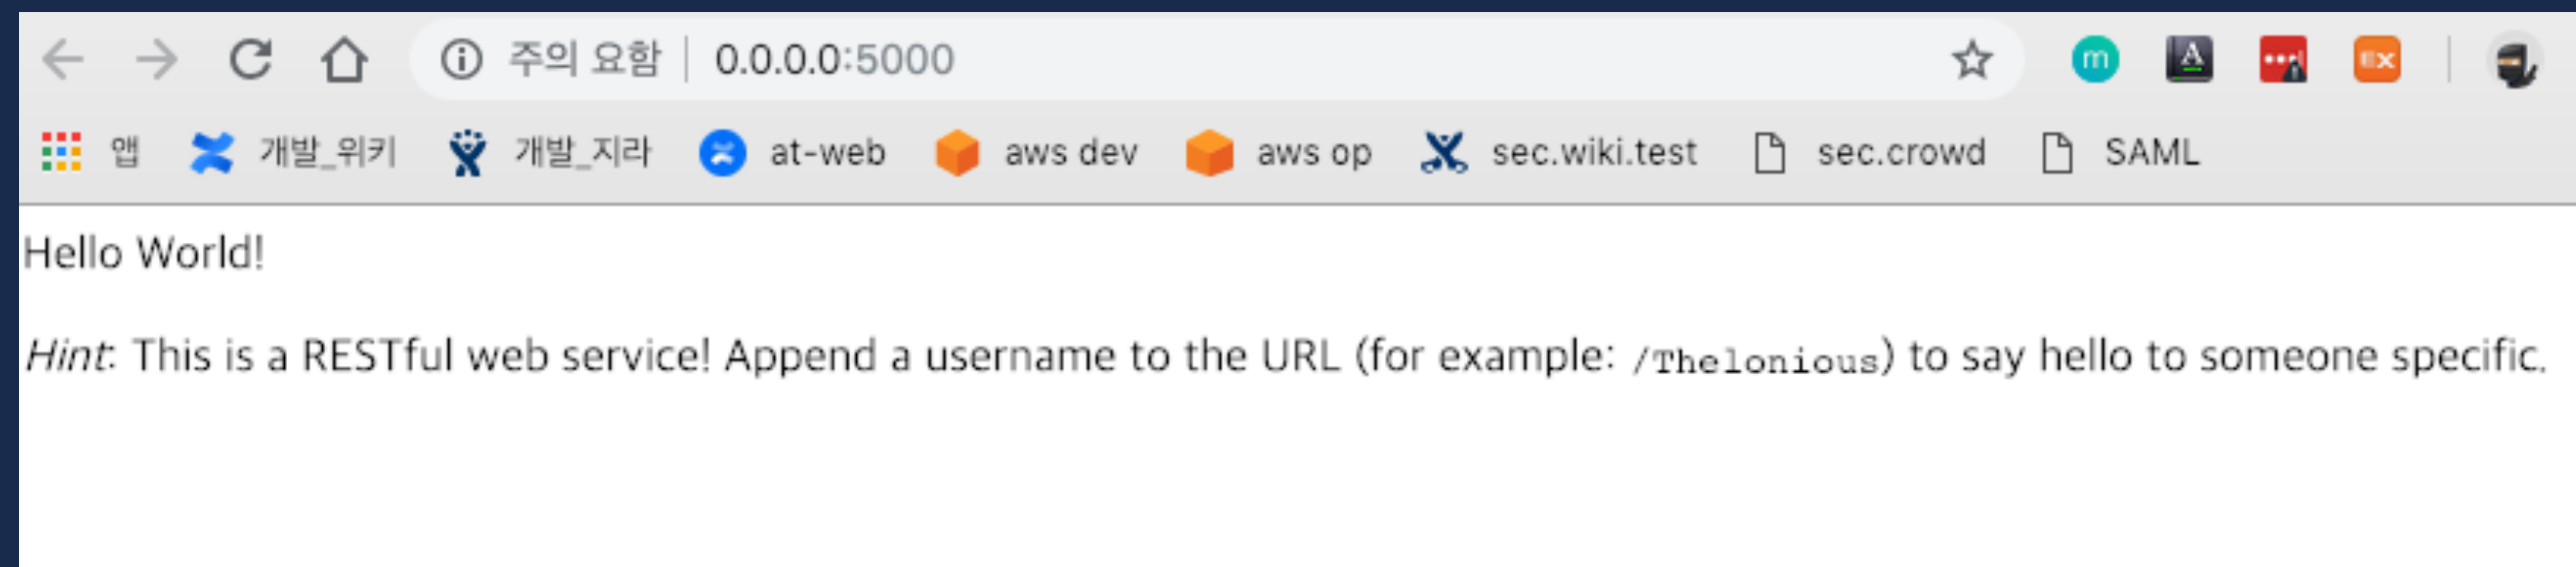 주의 요함 0.0.0.0:5000
m A EX
앱 개발_위키 개발_지라 at-web aws dev aws op sec.wiki.test sec.crowd SAML
Hello World!
Hint: This is a RESTful web service! Append a username to the URL (for example: /Thelonious) to say hello to someone specific.